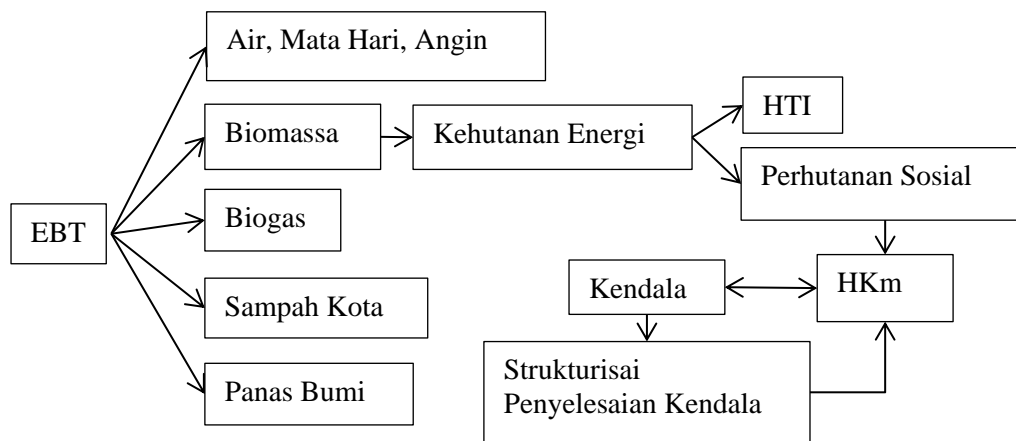 Air, Mata Hari, Angin
Biomassa
Kehutanan Energi
HTI
Perhutanan Sosial
EBT
Biogas
Kendala
HKm
Sampah Kota
Strukturisai
Penyelesaian Kendala
Panas Bumi